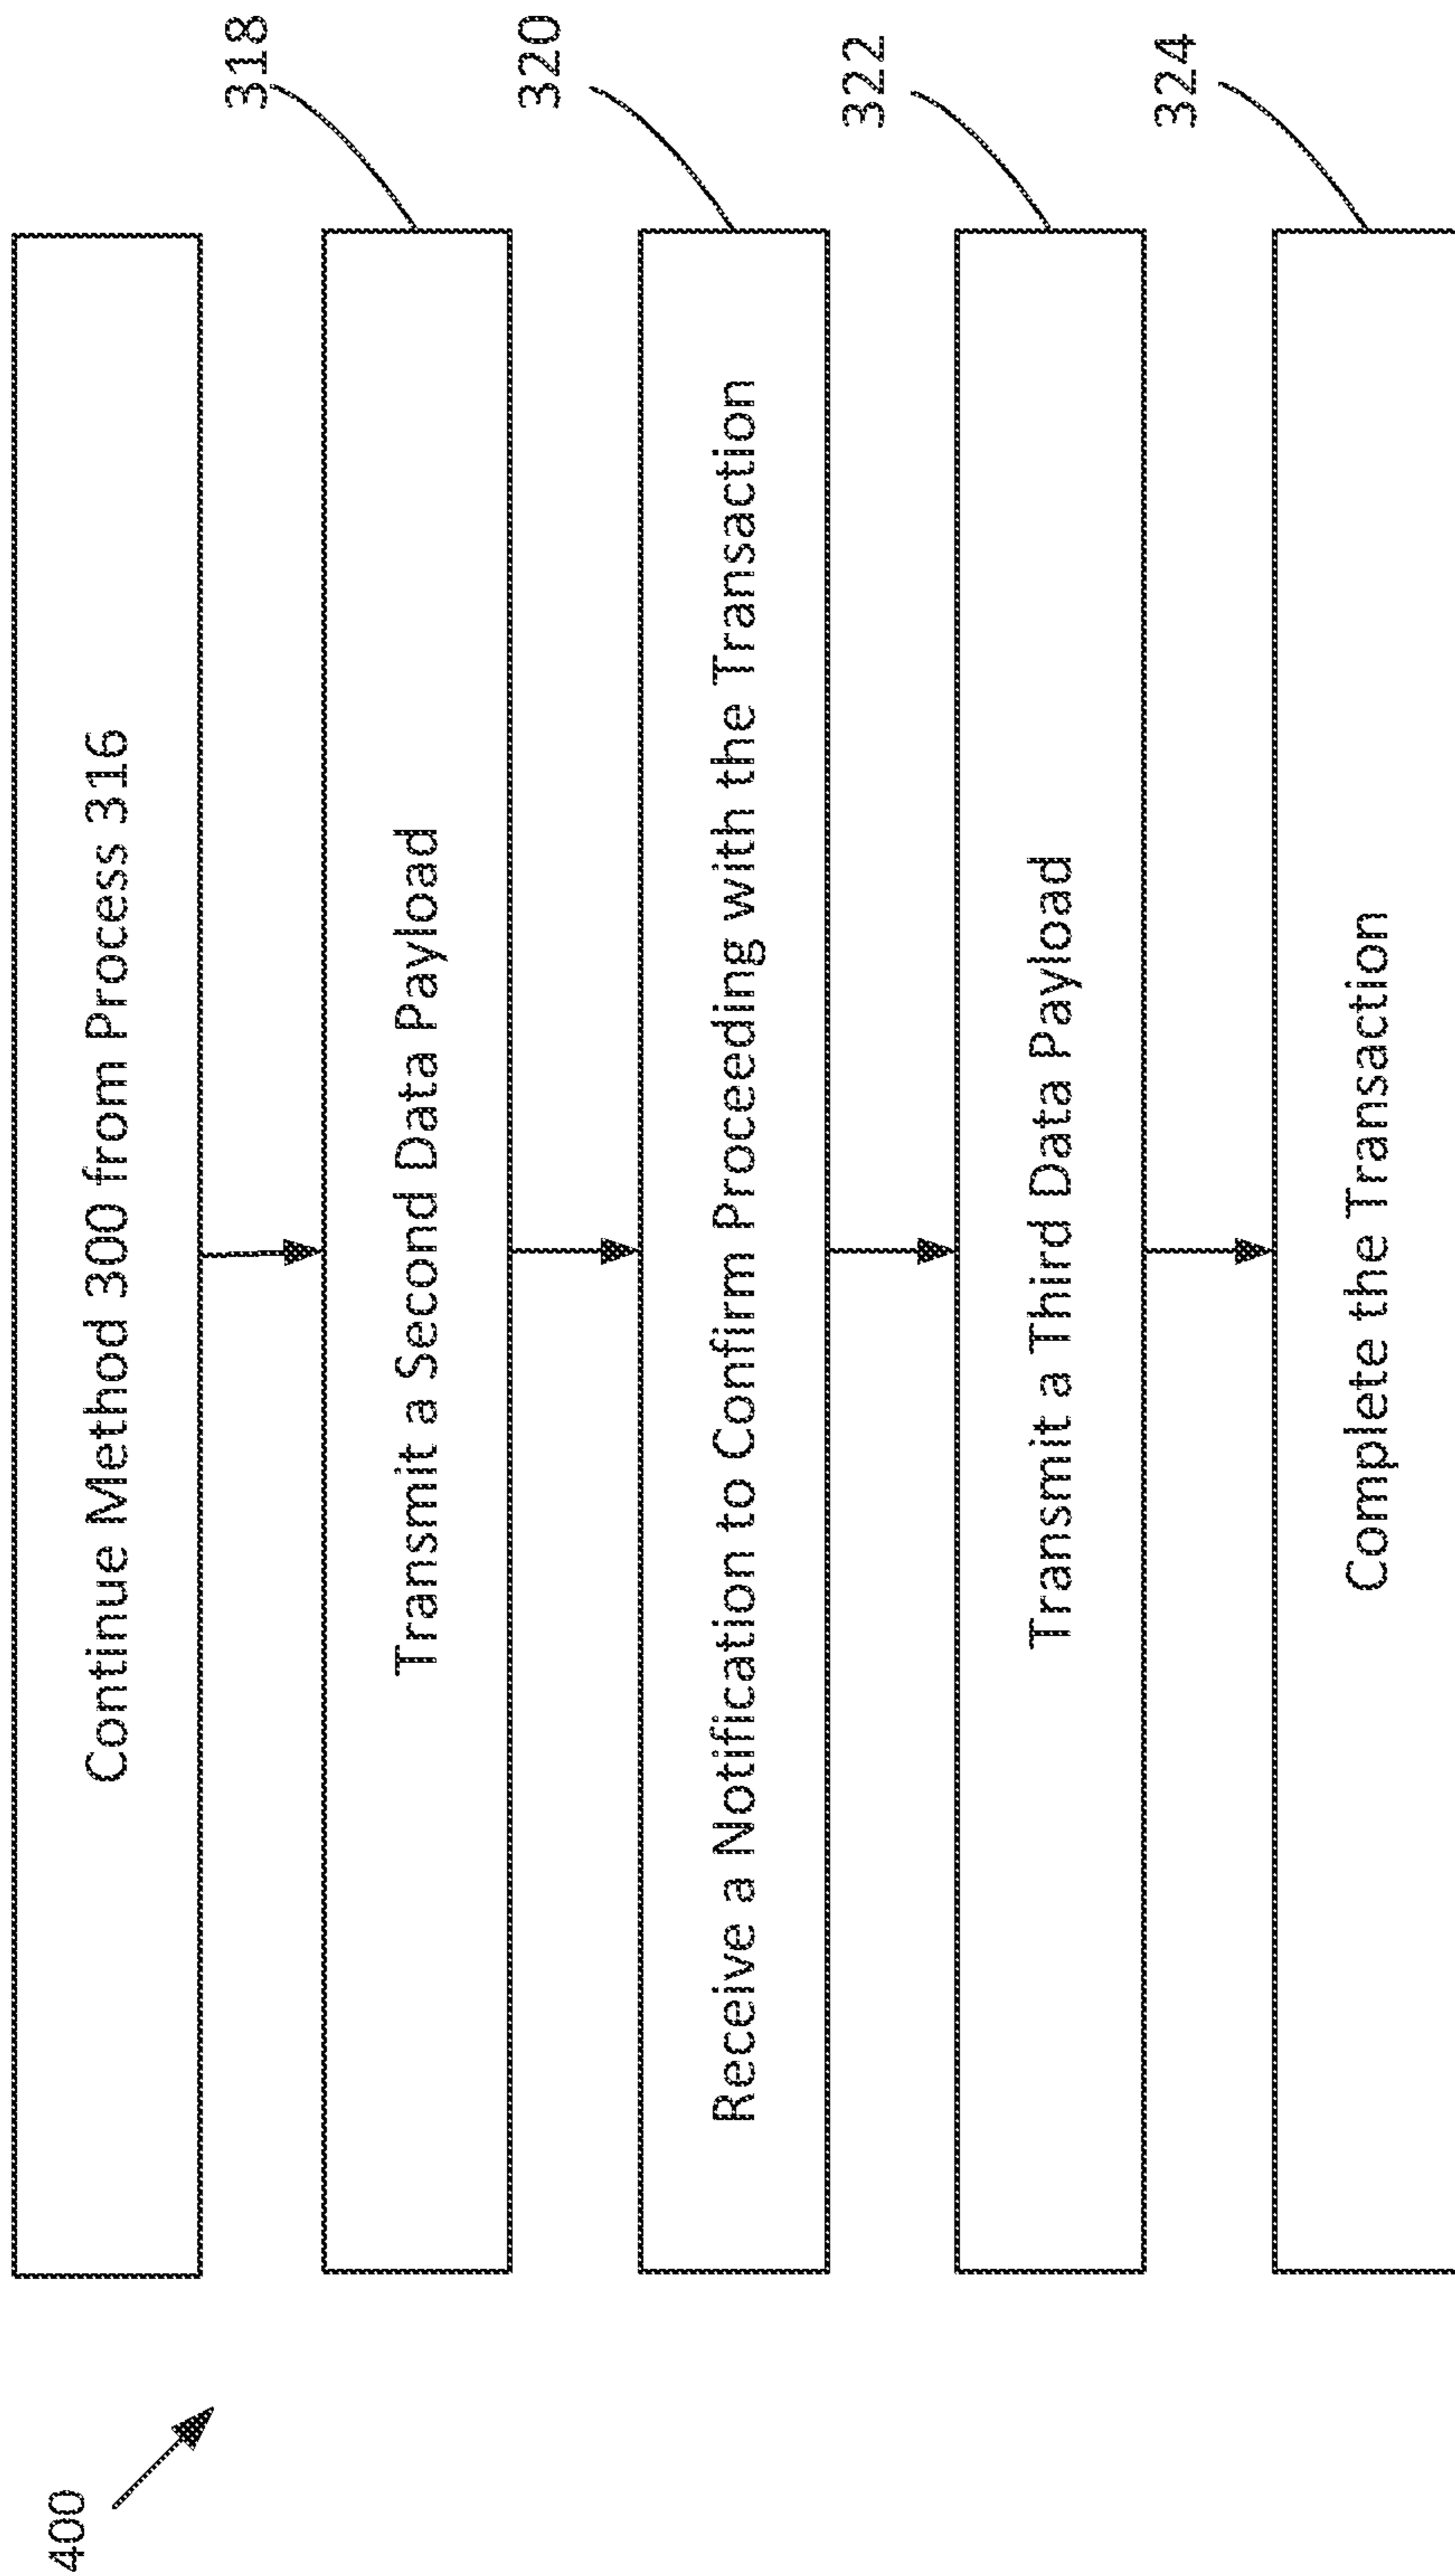 400
Continue Method 300 from Process 316
318
Transmit a Second Data Payload
320
Receive a Notification to Confirm Proceeding with the Transaction
322
Transmit a Third Data Payload
324
Complete the Transaction